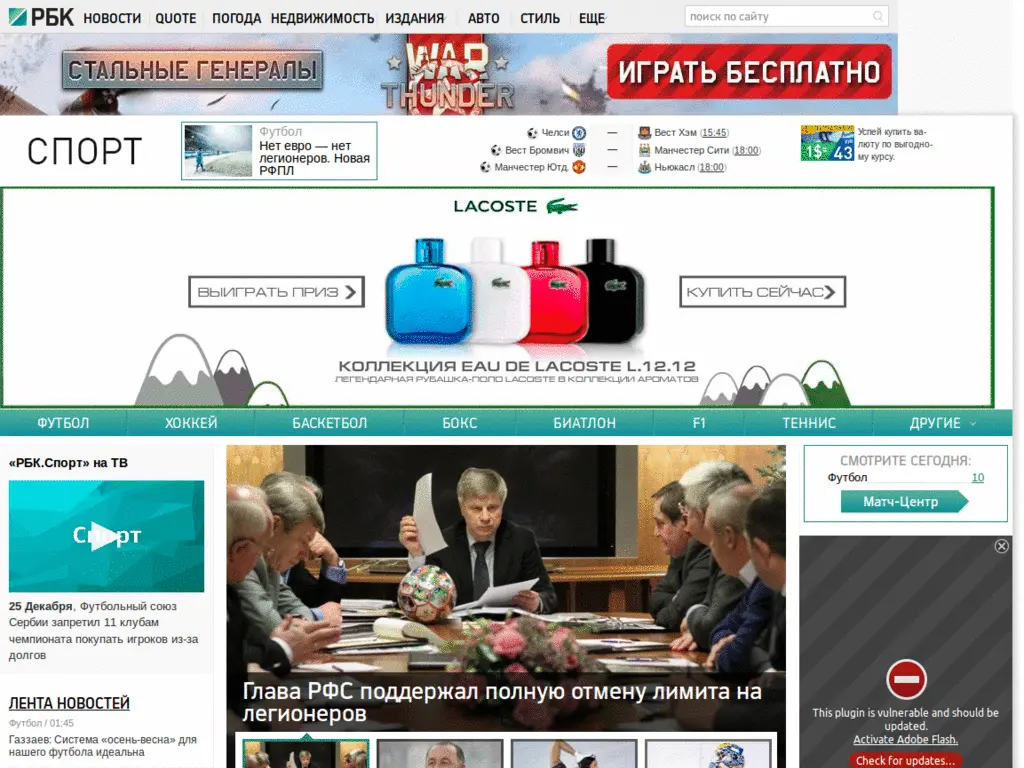 РБК НОВОСТИ QUOTE ПОГОДА НЕДВИЖИМОСТЬ ИЗДАНИЯ АВТО СТИЛЬ ЕЩЕ поиск по сайту
СТАЛЬНЫЕ ГЕНЕРАЛЫ
WAR
THUNDER
ИГРАТЬ БЕСПЛАТНО
СПОРТ
Футбол
Нет евро — нет
легионеров. Новая
РФПЛ
Челси — Вест Хэм (15:45)
Вест Бромвич — Манчестер Сити (18:00)
Манчестер Ютд. — Ньюкасл (18:00)
1$ 43
Успей купить ва-
люту по выгодно-
му курсу.
LACOSTE
ВЫИГРАТЬ ПРИЗ
КУПИТЬ СЕЙЧАС
КОЛЛЕКЦИЯ EAU DE LACOSTE L.12.12
ЛЕГЕНДАРНАЯ РУБАШКА-ПОЛО LACOSTE В КОЛЛЕКЦИИ АРОМАТОВ
ФУТБОЛ ХОККЕЙ БАСКЕТБОЛ БОКС БИАТЛОН F1 ТЕННИС ДРУГИЕ
«РБК.Спорт» на ТВ
Спорт
25 Декабря, Футбольный союз
Сербии запретил 11 клубам
чемпионата покупать игроков из-за
долгов
ЛЕНТА НОВОСТЕЙ
Футбол / 01:45
Газзаев: Система «осень-весна» для
нашего футбола идеальна
Глава РФС поддержал полную отмену лимита на
легионеров
СМОТРИТЕ СЕГОДНЯ:
Футбол 10
Матч-Центр
This plugin is vulnerable and should be
updated.
Activate Adobe Flash.
Check for updates...